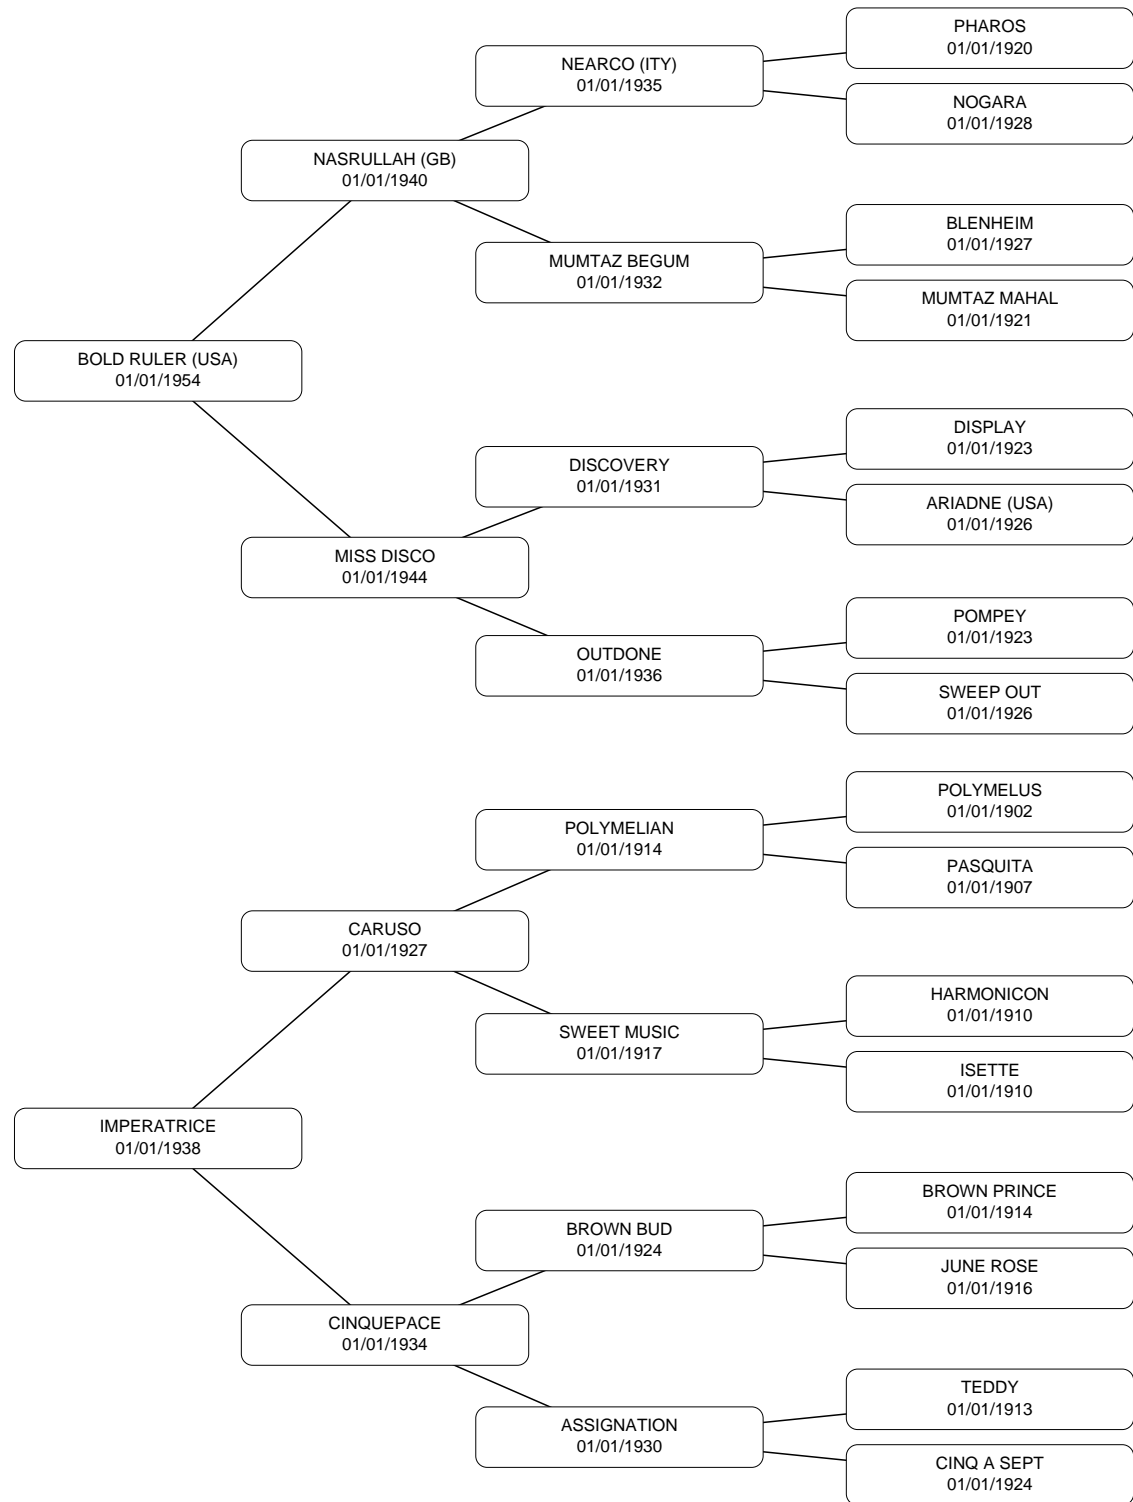 PHAROS
01/01/1920
NEARCO (ITY)
01/01/1935
NOGARA
01/01/1928
NASRULLAH (GB)
01/01/1940
BLENHEIM
01/01/1927
MUMTAZ BEGUM
01/01/1932
MUMTAZ MAHAL
01/01/1921
BOLD RULER (USA)
01/01/1954
DISPLAY
01/01/1923
DISCOVERY
01/01/1931
ARIADNE (USA)
01/01/1926
MISS DISCO
01/01/1944
POMPEY
01/01/1923
OUTDONE
01/01/1936
SWEEP OUT
01/01/1926
POLYMELUS
01/01/1902
POLYMELIAN
01/01/1914
PASQUITA
01/01/1907
CARUSO
01/01/1927
HARMONICON
01/01/1910
SWEET MUSIC
01/01/1917
ISETTE
01/01/1910
IMPERATRICE
01/01/1938
BROWN PRINCE
01/01/1914
BROWN BUD
01/01/1924
JUNE ROSE
01/01/1916
CINQUEPACE
01/01/1934
TEDDY
01/01/1913
ASSIGNATION
01/01/1930
CINQ A SEPT
01/01/1924